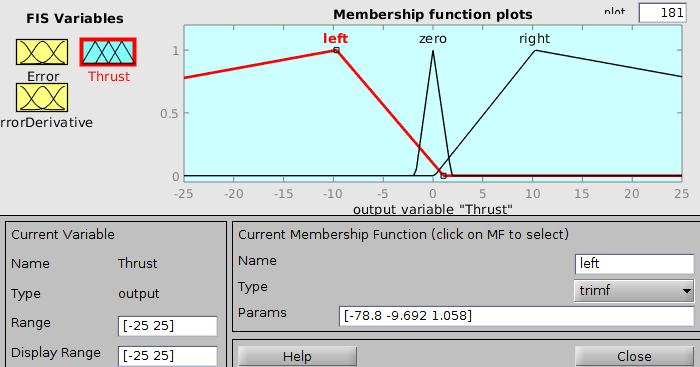 FIS Variables
Error
Thrust
rrorDerivative
Membership function plots
plot
181
left
zero
right
1
0.5
0
-25 -20 -15 -10 -5 0 5 10 15 20 25
output variable "Thrust"
Current Variable
Name Thrust
Type output
Range [-25 25]
Display Range [-25 25]
Current Membership Function (click on MF to select)
Name left
Type trimf
Params [-78.8 -9.692 1.058]
Help
Close